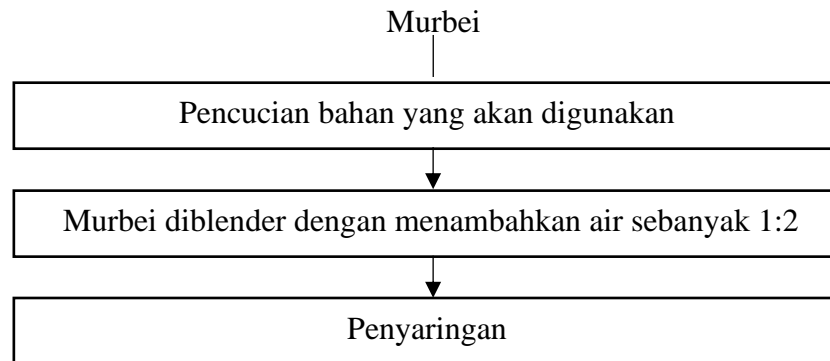 Murbei
Pencucian bahan yang akan digunakan
Murbei diblender dengan menambahkan air sebanyak 1:2
Penyaringan